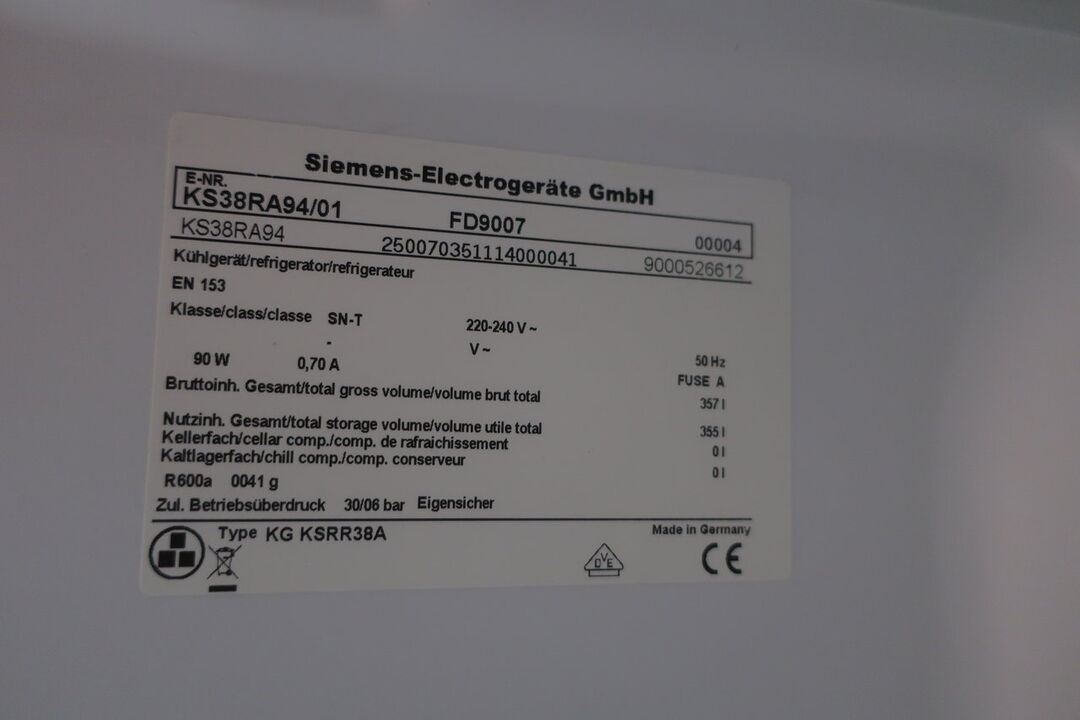 Siemens-Electrogeräte GmbH
E-NR.
KS38RA94/01 FD9007 00004
KS38RA94 250070351114000041 9000526612
Kühlgerät/refrigerator/refrigerateur
EN 153
Klasse/class/classe SN-T 220-240 V ~ 50 Hz
- V ~ FUSE A
90 W 0,70 A
Bruttoinh. Gesamt/total gross volume/volume brut total 357 l
Nutzinh. Gesamt/total storage volume/volume utile total 355 l
Kellerfach/cellar comp./comp. de rafraichissement 0 l
Kaltlagerfach/chill comp./comp. conserveur 0 l
R600a 0041 g
Zul. Betriebsüberdruck 30/06 bar Eigensicher
Type KG KSRR38A Made in Germany
DVE CE